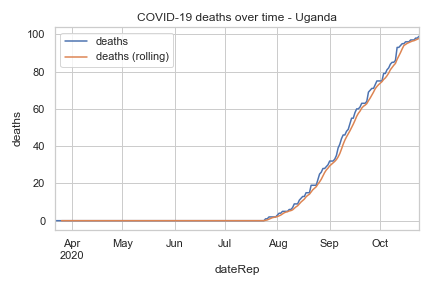 COVID-19 deaths over time - Uganda
deaths
deaths (rolling)
100
80
60
40
20
0
deaths
Apr May Jun Jul Aug Sep Oct
2020
dateRep